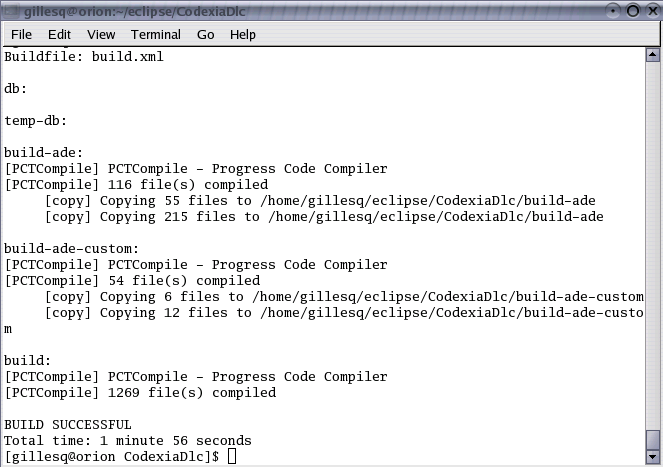 gillesq@orion:~/eclipse/CodexiaDlc
File Edit View Terminal Go Help
Buildfile: build.xml
db:
temp-db:
build-ade:
[PCTCompile] PCTCompile - Progress Code Compiler
[PCTCompile] 116 file(s) compiled
[copy] Copying 55 files to /home/gillesq/eclipse/CodexiaDlc/build-ade
[copy] Copying 215 files to /home/gillesq/eclipse/CodexiaDlc/build-ade
build-ade-custom:
[PCTCompile] PCTCompile - Progress Code Compiler
[PCTCompile] 54 file(s) compiled
[copy] Copying 6 files to /home/gillesq/eclipse/CodexiaDlc/build-ade-custom
[copy] Copying 12 files to /home/gillesq/eclipse/CodexiaDlc/build-ade-custo
m
build:
[PCTCompile] PCTCompile - Progress Code Compiler
[PCTCompile] 1269 file(s) compiled
BUILD SUCCESSFUL
Total time: 1 minute 56 seconds
[gillesq@orion CodexiaDlc]$